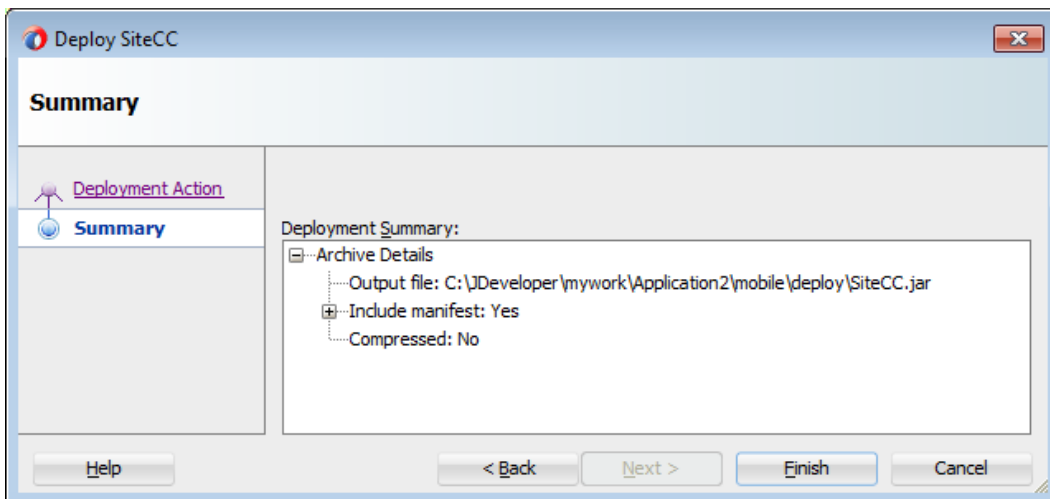 Deploy SiteCC
Summary
Deployment Action
Summary
Deployment Summary:
Archive Details
Output file: C:\JDeveloper\mywork\Application2\mobile\deploy\SiteCC.jar
Include manifest: Yes
Compressed: No
Help
< Back
Next >
Finish
Cancel